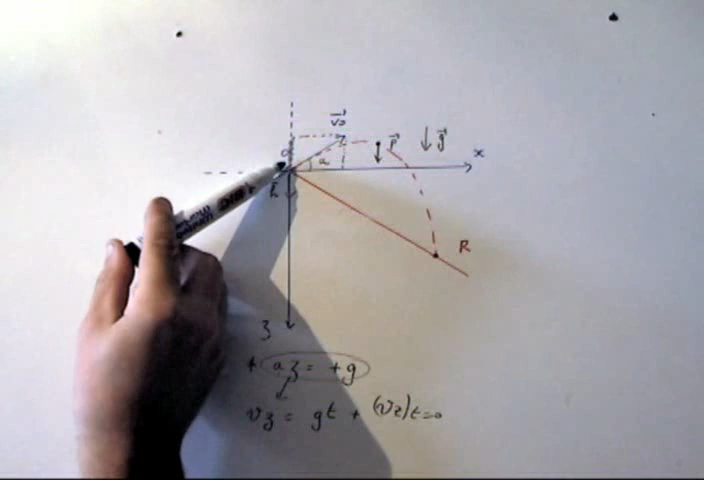 v₀
g
x
p
α
k
R
z
az = +g
vz = gt + (vz)t=0